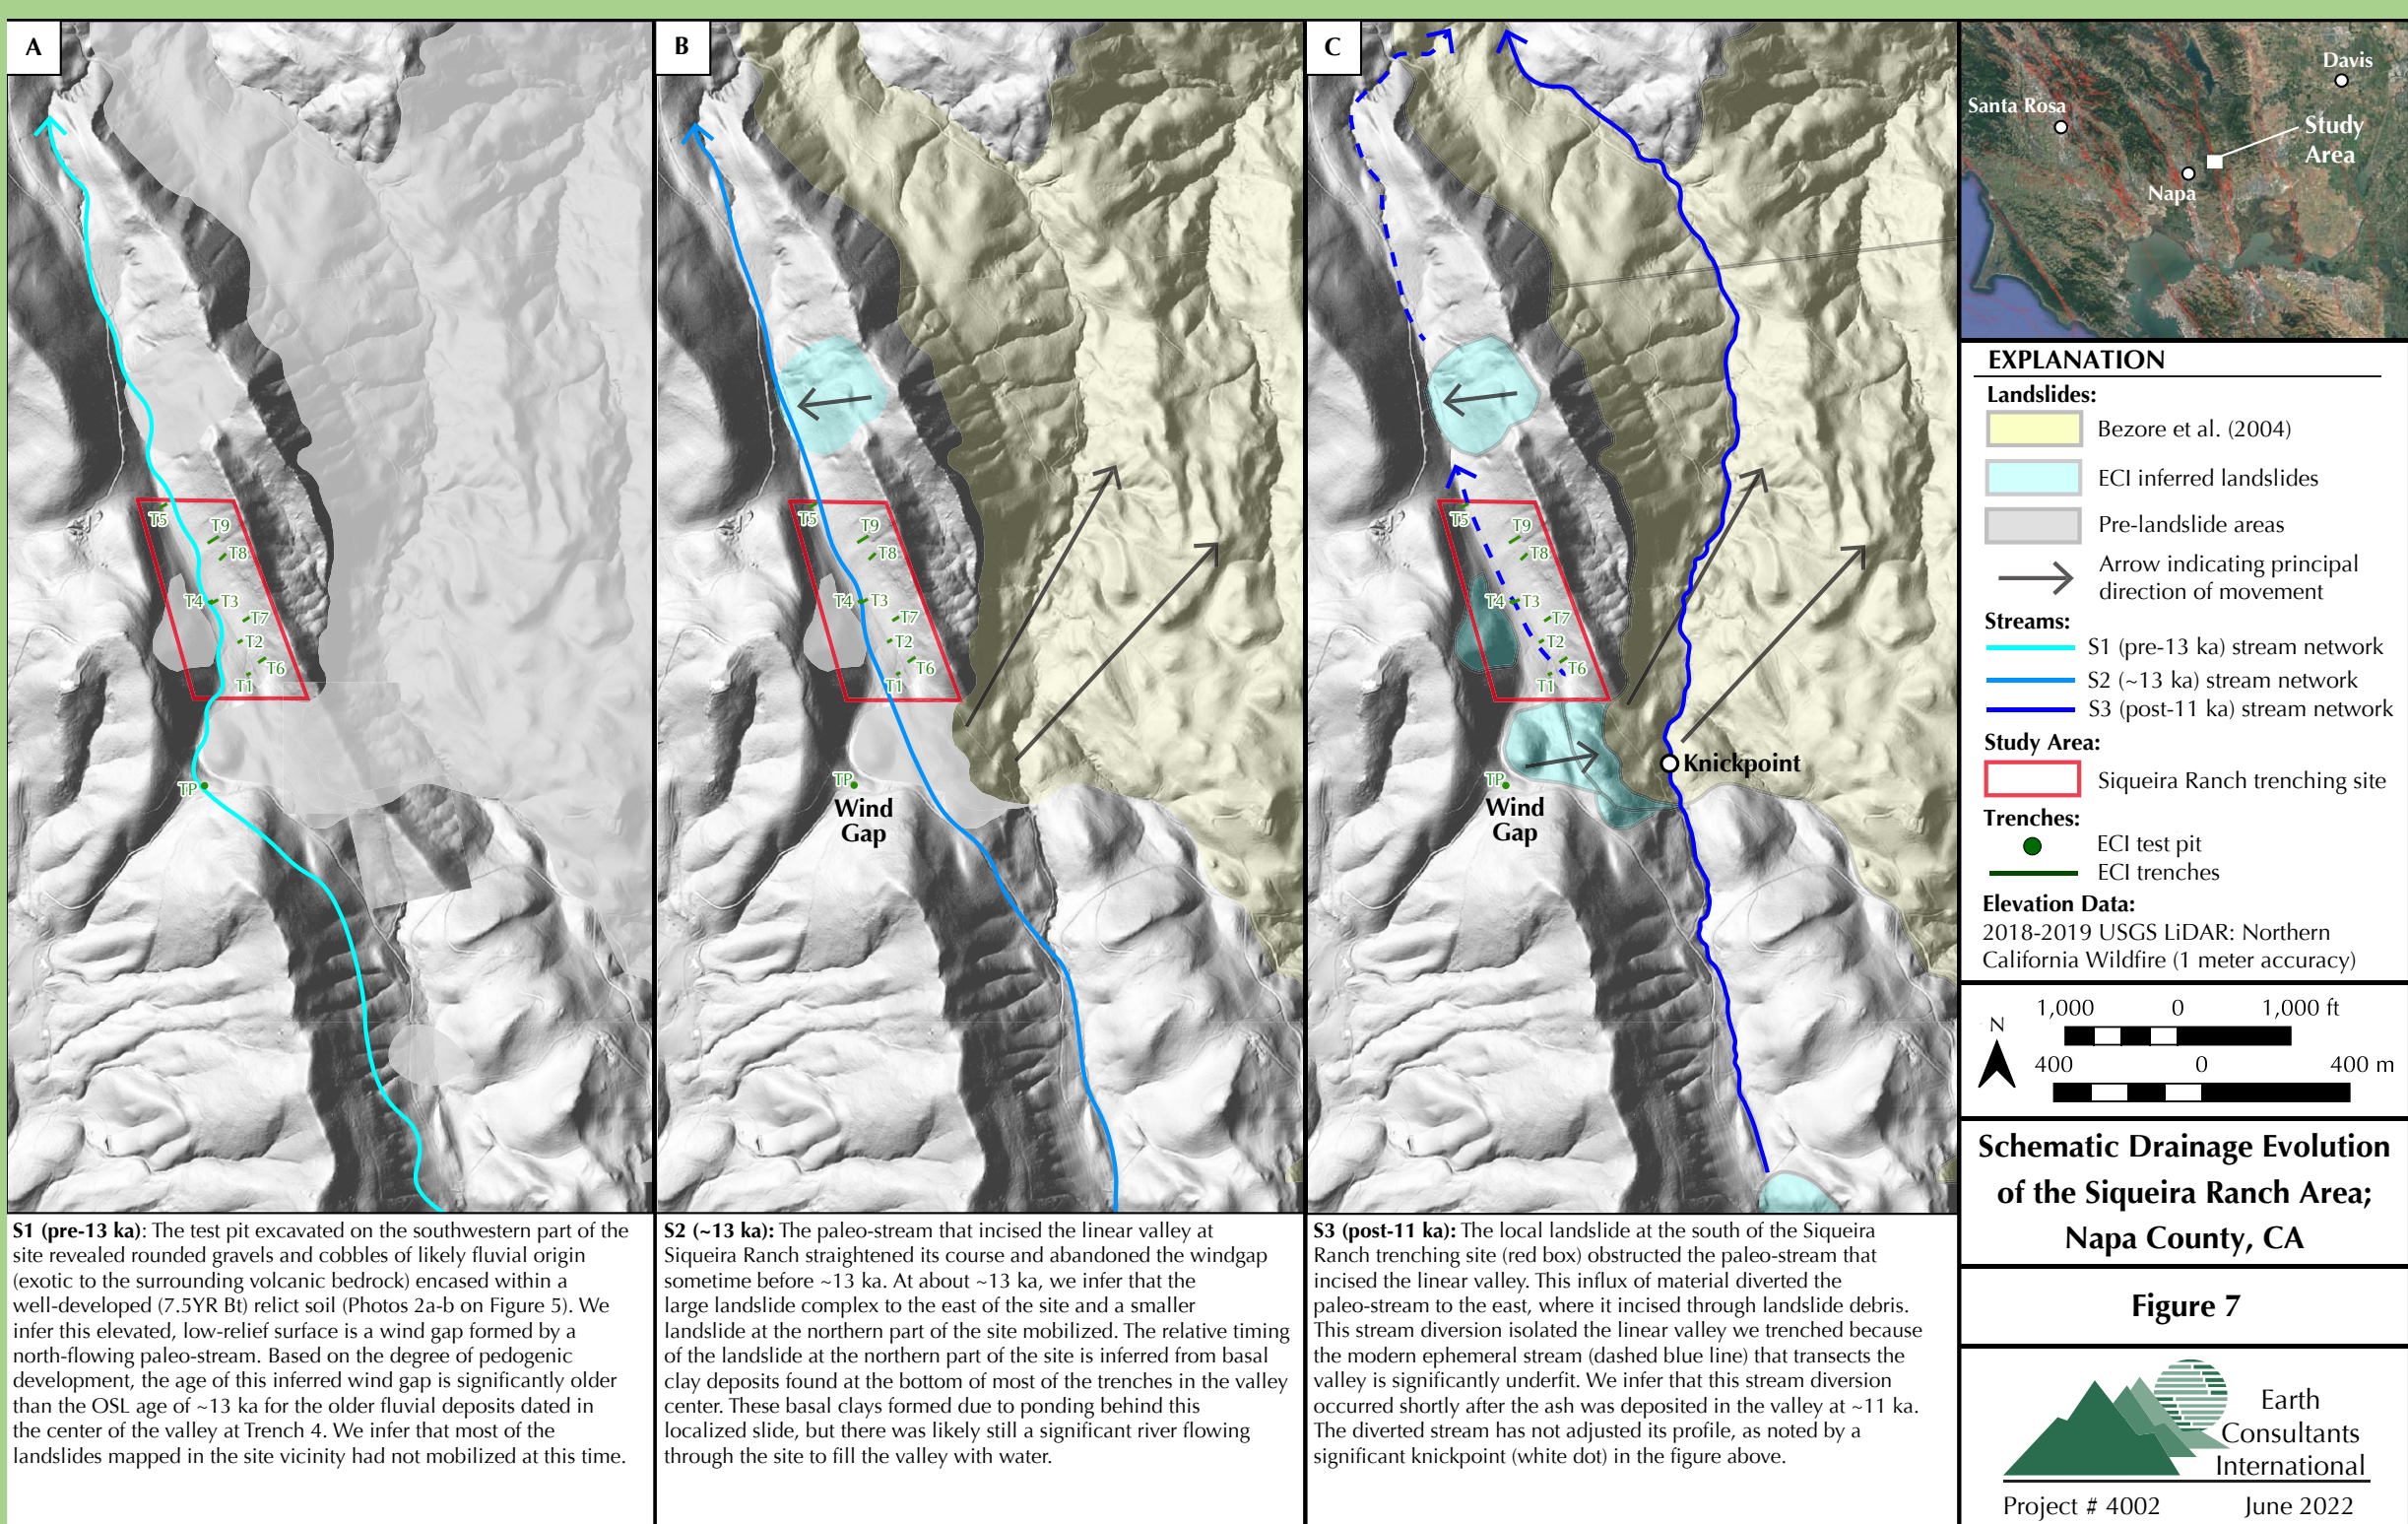 A
T5
T9
T8
T4
T3
T7
T2
T6
T1
TP
S1 (pre-13 ka): The test pit excavated on the southwestern part of the
site revealed rounded gravels and cobbles of likely fluvial origin
(exotic to the surrounding volcanic bedrock) encased within a
well-developed (7.5YR Bt) relict soil (Photos 2a-b on Figure 5). We
infer this elevated, low-relief surface is a wind gap formed by a
north-flowing paleo-stream. Based on the degree of pedogenic
development, the age of this inferred wind gap is significantly older
than the OSL age of ~13 ka for the older fluvial deposits dated in
the center of the valley at Trench 4. We infer that most of the
landslides mapped in the site vicinity had not mobilized at this time.
B
T5
T9
T8
T4
T3
T7
T2
T6
T1
TP
Wind
Gap
S2 (~13 ka): The paleo-stream that incised the linear valley at
Siqueira Ranch straightened its course and abandoned the windgap
sometime before ~13 ka. At about ~13 ka, we infer that the
large landslide complex to the east of the site and a smaller
landslide at the northern part of the site mobilized. The relative timing
of the landslide at the northern part of the site is inferred from basal
clay deposits found at the bottom of most of the trenches in the valley
center. These basal clays formed due to ponding behind this
localized slide, but there was likely still a significant river flowing
through the site to fill the valley with water.
C
T5
T9
T8
T4
T3
T7
T2
T6
T1
TP
Wind
Gap
Knickpoint
S3 (post-11 ka): The local landslide at the south of the Siqueira
Ranch trenching site (red box) obstructed the paleo-stream that
incised the linear valley. This influx of material diverted the
paleo-stream to the east, where it incised through landslide debris.
This stream diversion isolated the linear valley we trenched because
the modern ephemeral stream (dashed blue line) that transects the
valley is significantly underfit. We infer that this stream diversion
occurred shortly after the ash was deposited in the valley at ~11 ka.
The diverted stream has not adjusted its profile, as noted by a
significant knickpoint (white dot) in the figure above.
Davis
Santa Rosa
Study
Area
Napa
EXPLANATION
Landslides:
Bezore et al. (2004)
ECI inferred landslides
Pre-landslide areas
Arrow indicating principal
direction of movement
Streams:
S1 (pre-13 ka) stream network
S2 (~13 ka) stream network
S3 (post-11 ka) stream network
Study Area:
Siqueira Ranch trenching site
Trenches:
ECI test pit
ECI trenches
Elevation Data:
2018-2019 USGS LiDAR: Northern
California Wildfire (1 meter accuracy)
N
1,000 0 1,000 ft
400 0 400 m
Schematic Drainage Evolution
of the Siqueira Ranch Area;
Napa County, CA
Figure 7
Earth
Consultants
International
Project # 4002 June 2022